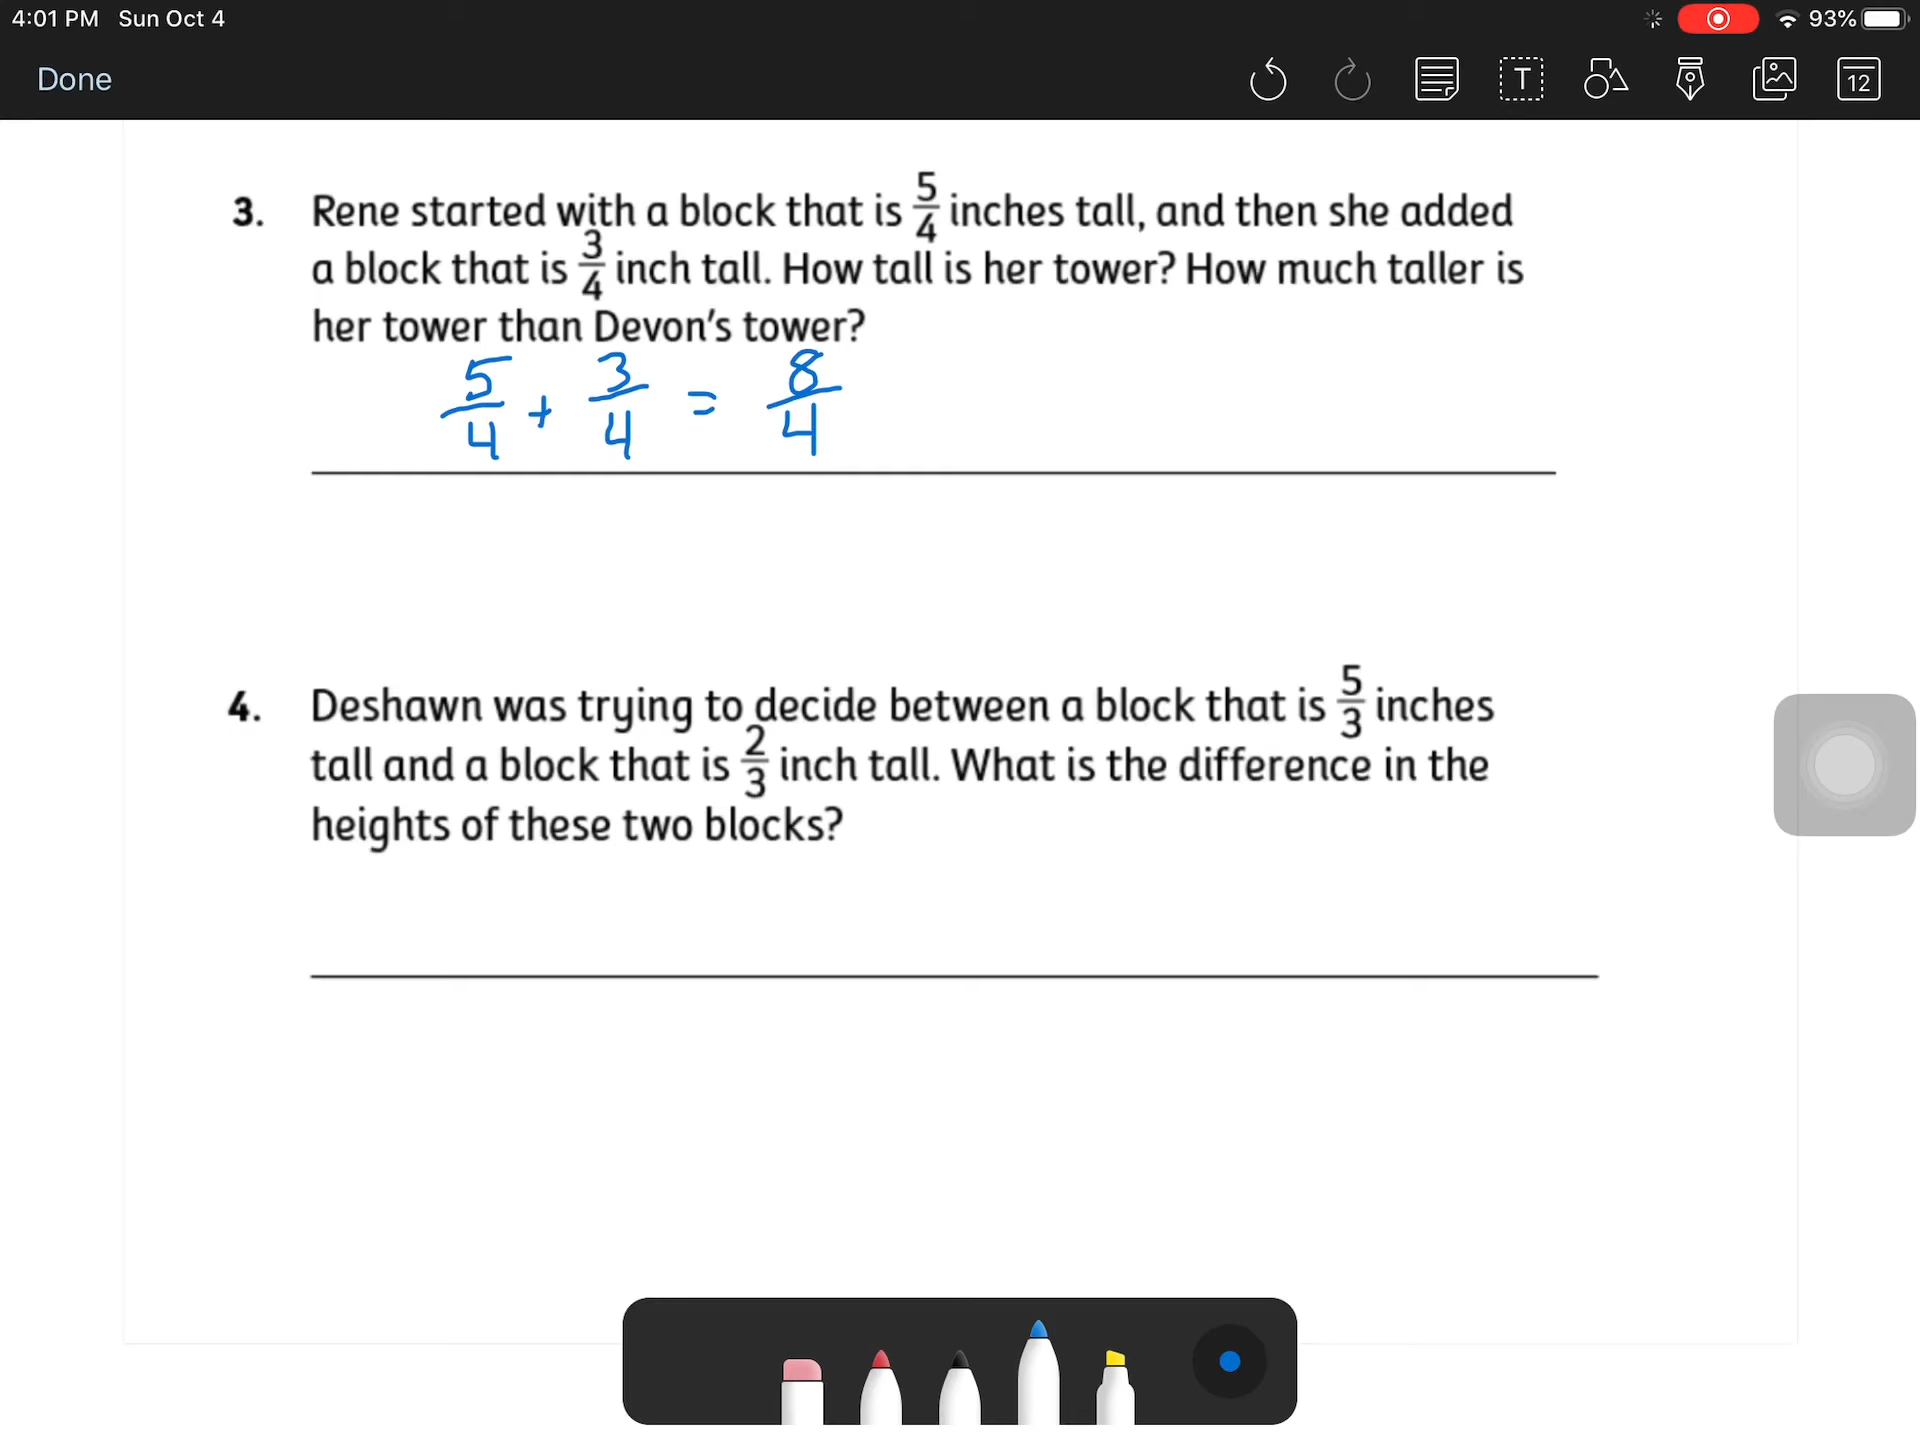 4:01 PM Sun Oct 4 93%
Done T 12
3. Rene started with a block that is 5/4 inches tall, and then she added
a block that is 3/4 inch tall. How tall is her tower? How much taller is
her tower than Devon's tower?
5/4 + 3/4 = 8/4
4. Deshawn was trying to decide between a block that is 5/3 inches
tall and a block that is 2/3 inch tall. What is the difference in the
heights of these two blocks?